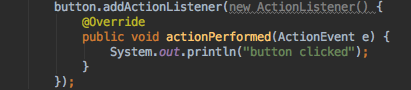 button.addActionListener(new ActionListener() {
    @Override
    public void actionPerformed(ActionEvent e) {
        System.out.println("button clicked");
    }
});